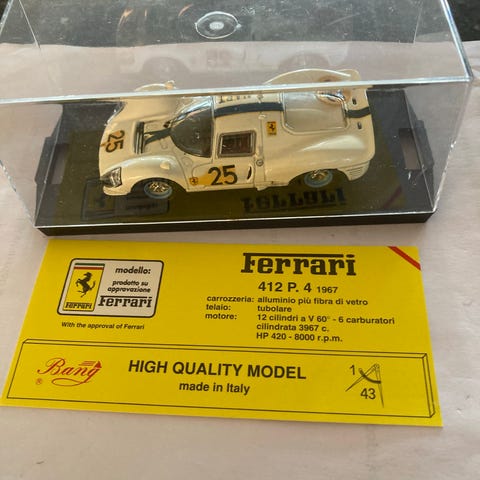 25
25
Ferrari
modello:
prodotto su
approvazione
Ferrari
Ferrari
With the approval of Ferrari
Ferrari
412 P. 4 1967
carrozzeria: alluminio più fibra di vetro
telaio: tubolare
motore: 12 cilindri a V 60° - 6 carburatori
cilindrata 3967 c.
HP 420 - 8000 r.p.m.
Bang
®
HIGH QUALITY MODEL
made in Italy
1
43